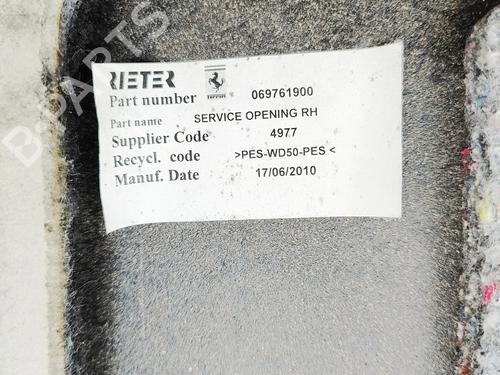 RIETER Ferrari
Part number 069761900
Part name SERVICE OPENING RH
Supplier Code 4977
Recycl. code >PES-WD50-PES<
Manuf. Date 17/06/2010
B-PARTS